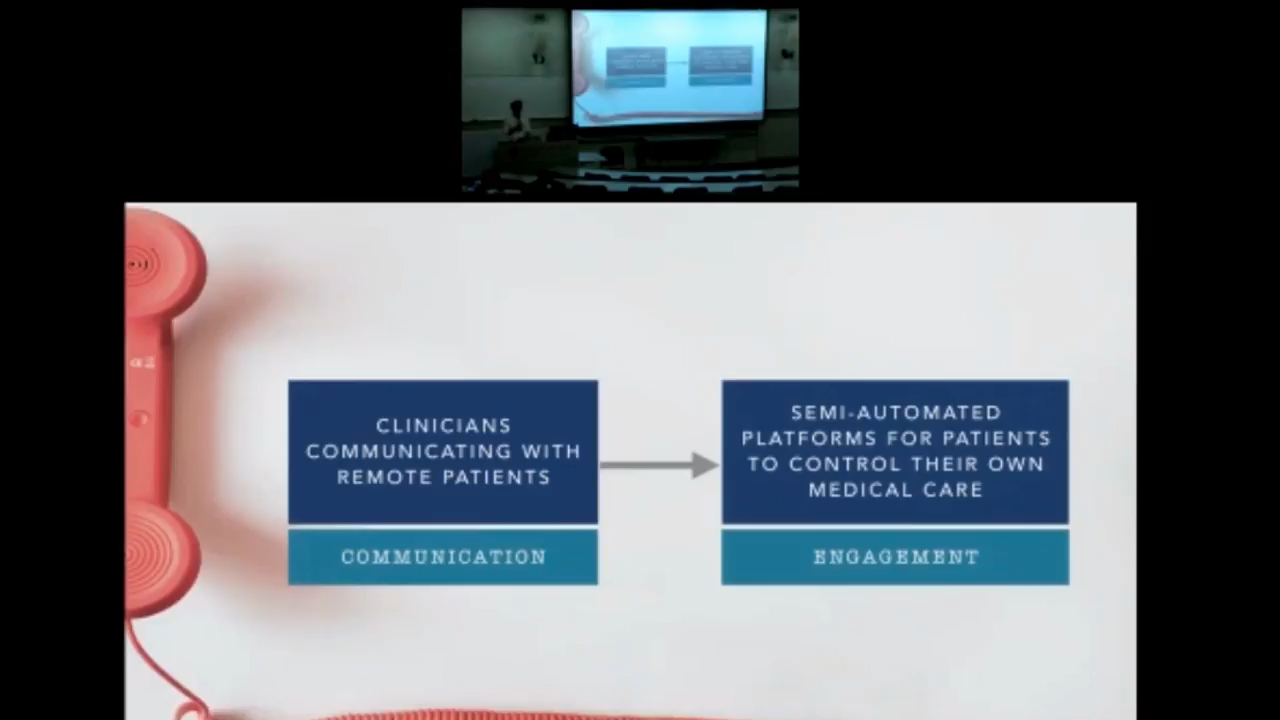 CLINICIANS
COMMUNICATING WITH
REMOTE PATIENTS
COMMUNICATION
SEMI-AUTOMATED
PLATFORMS FOR PATIENTS
TO CONTROL THEIR OWN
MEDICAL CARE
ENGAGEMENT